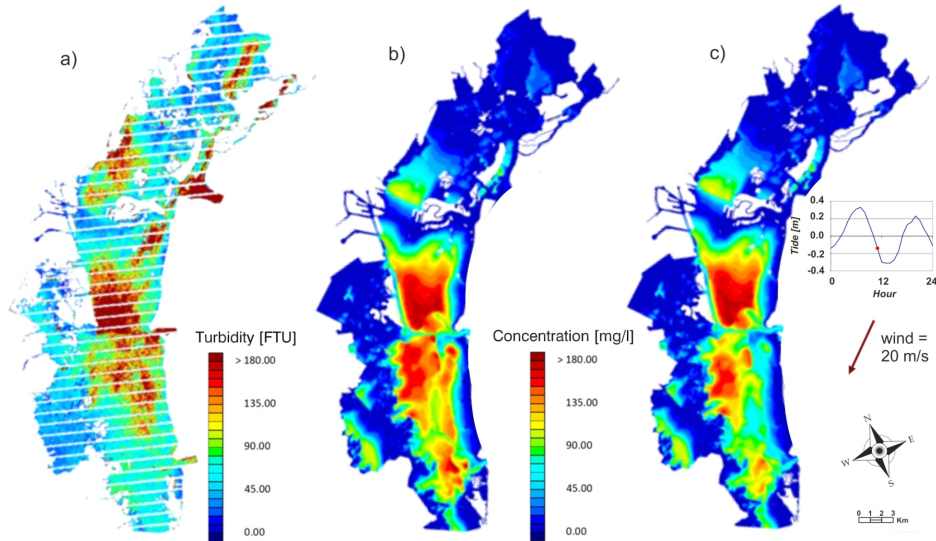 a)
b)
c)
Turbidity [FTU]
> 180.00
135.00
90.00
45.00
0.00
Concentration [mg/l]
> 180.00
135.00
90.00
45.00
0.00
Tide [m]
0.4
0.2
0.0
-0.2
-0.4
0 12 24
Hour
wind =
20 m/s
N
E
W
S
0 1 2 3
Km